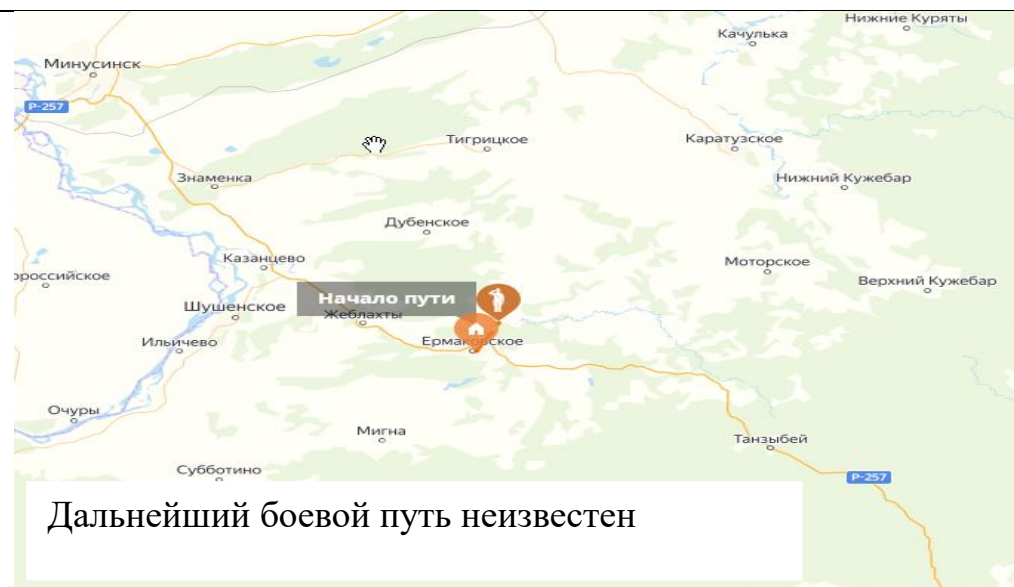 Нижние Куряты
Качулька
Минусинск
Р-257
Тигрицкое
Каратузское
Знаменка
Нижний Кужебар
Дубенское
Казанцево
Моторское
ороссийское
Верхний Кужебар
Начало пути
Шушенское
Жеблахты
Ильичево
Ермаковское
Очуры
Мигна
Танзыбей
Субботино
Р-257
Дальнейший боевой путь неизвестен